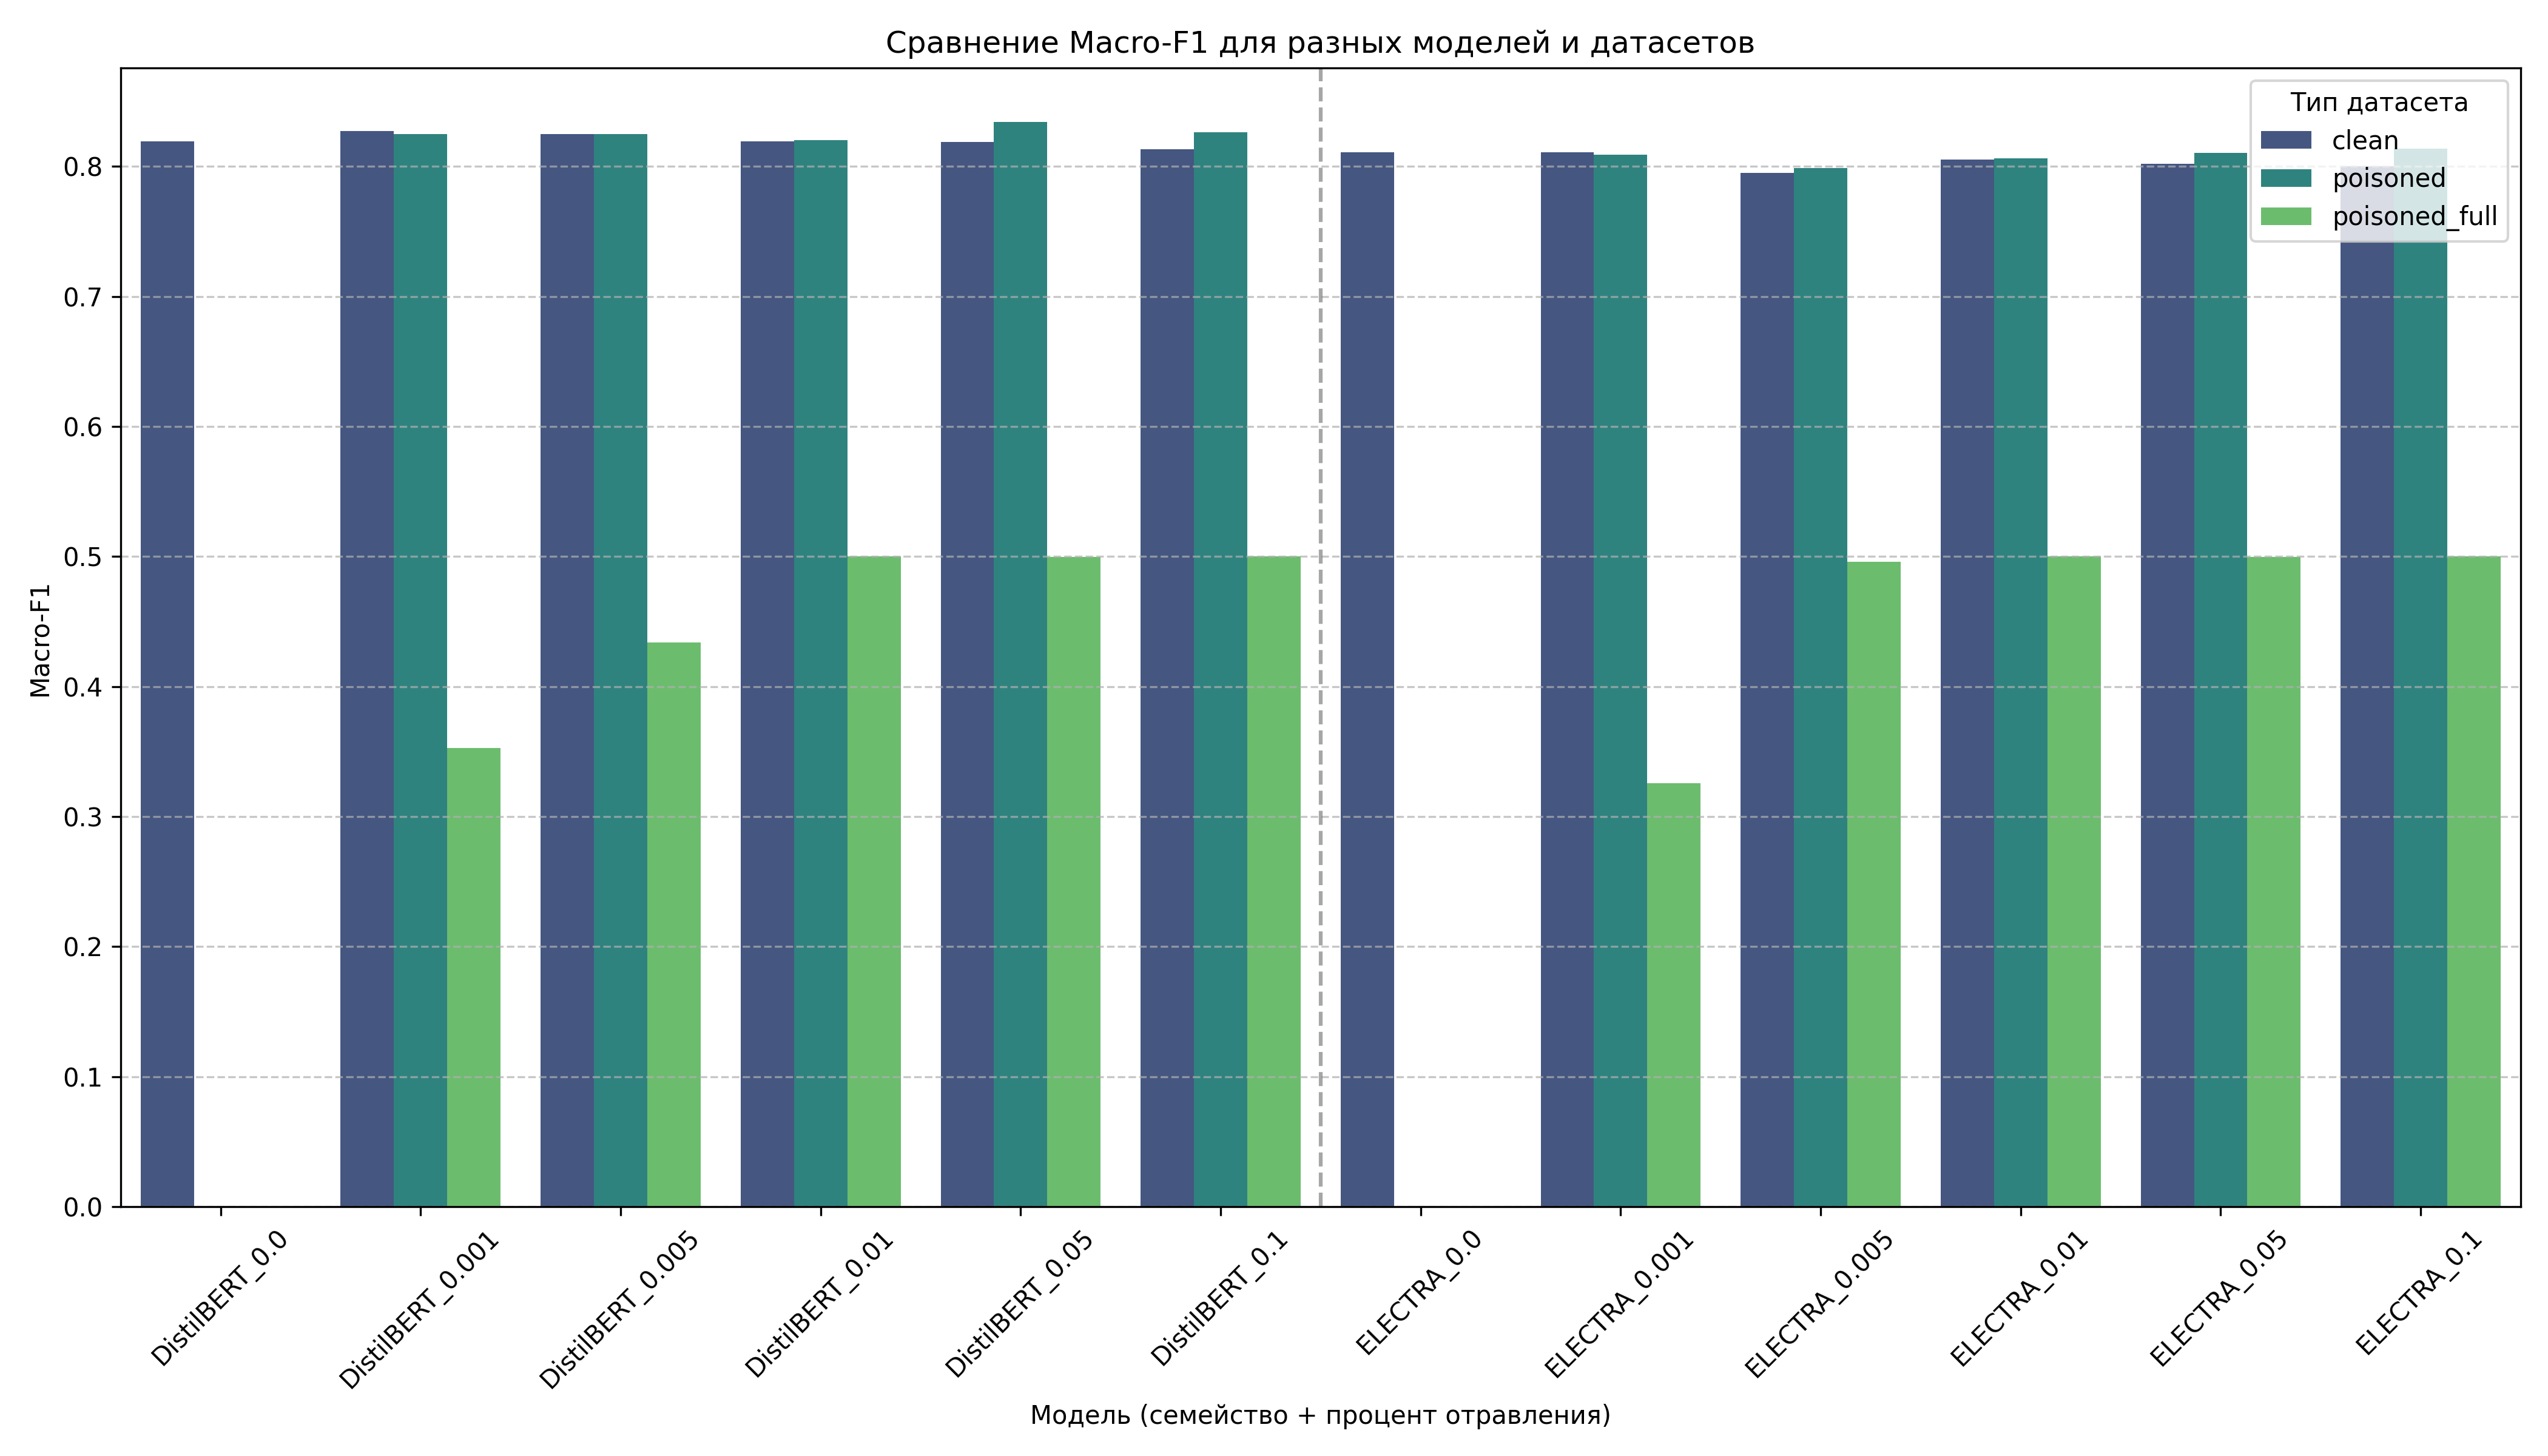 Сравнение Macro-F1 для разных моделей и датасетов
Тип датасета
clean
poisoned
poisoned_full
Macro-F1
0.8
0.7
0.6
0.5
0.4
0.3
0.2
0.1
0.0
DistilBERT_0.0
DistilBERT_0.001
DistilBERT_0.005
DistilBERT_0.01
DistilBERT_0.05
DistilBERT_0.1
ELECTRA_0.0
ELECTRA_0.001
ELECTRA_0.005
ELECTRA_0.01
ELECTRA_0.05
ELECTRA_0.1
Модель (семейство + процент отравления)